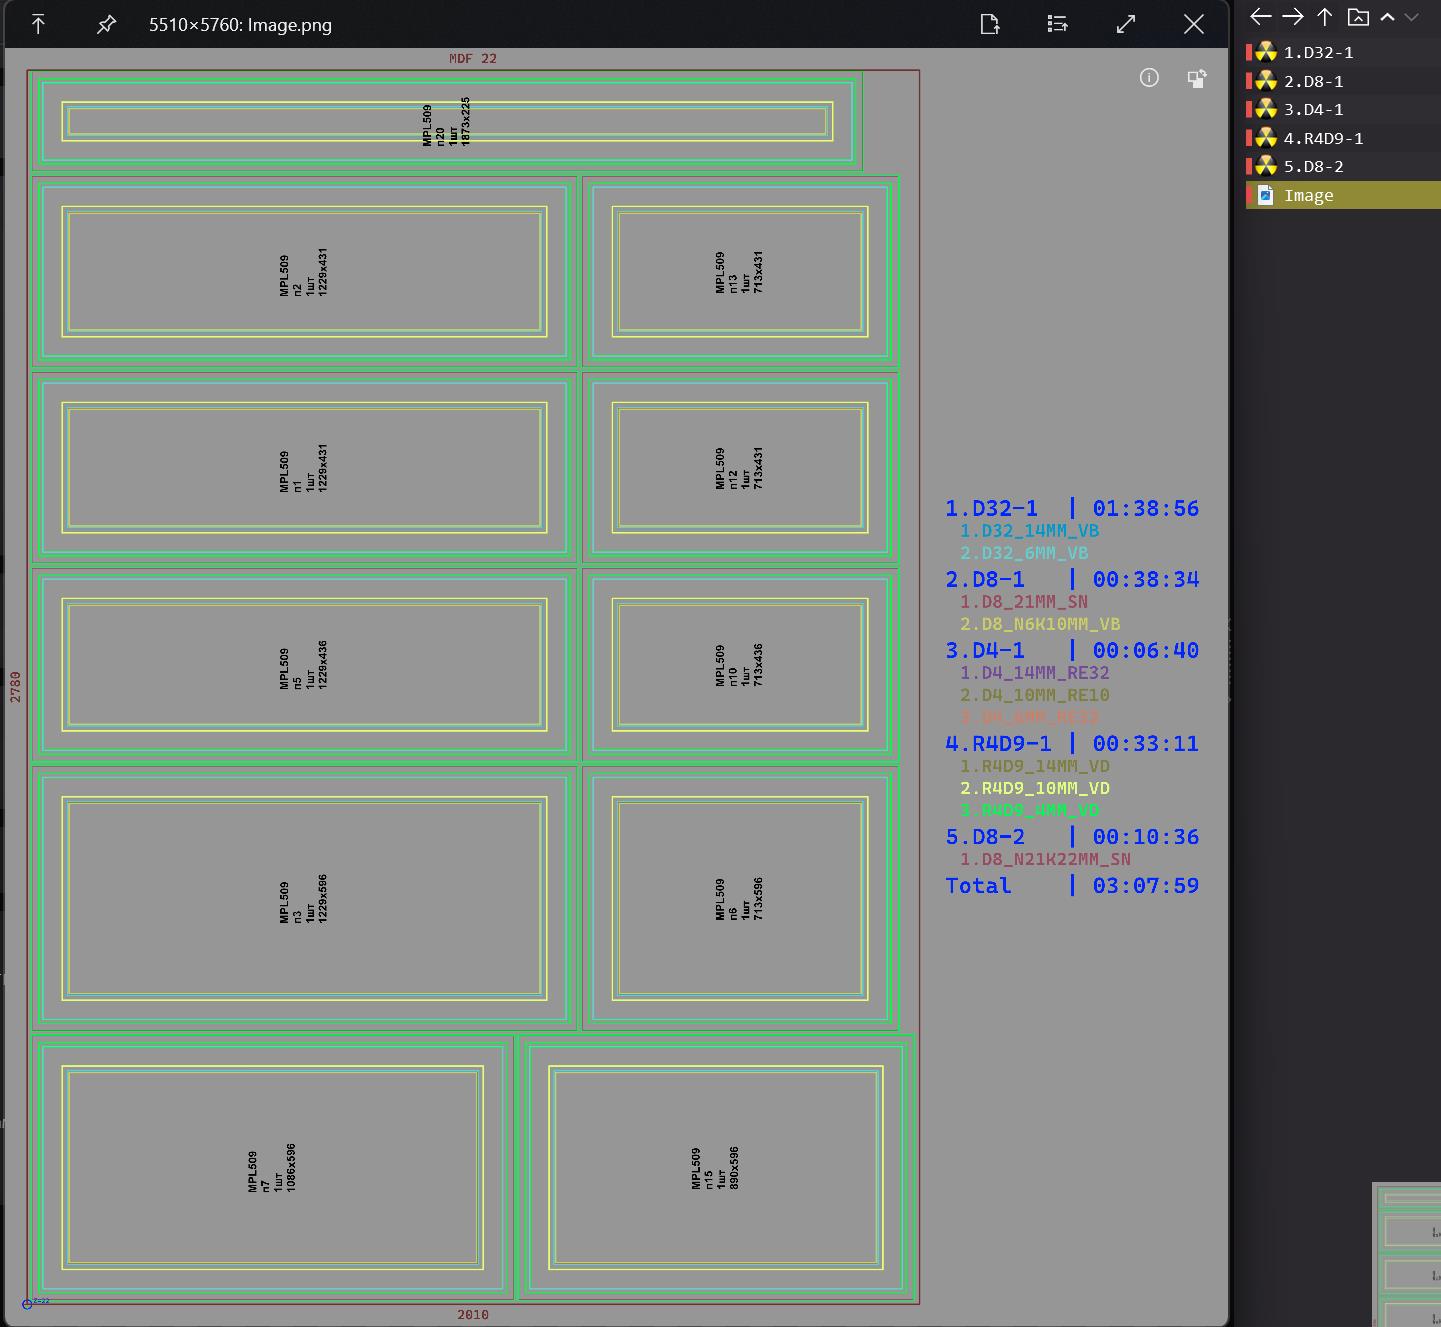 5510×5760: Image.png
1.D32-1
2.D8-1
3.D4-1
4.R4D9-1
5.D8-2
Image
MDF 22
MPL509
п20
1шт
1873x225
MPL509
п2
1шт
1229x431
MPL509
п13
1шт
713x431
MPL509
п1
1шт
1229x431
MPL509
п12
1шт
713x431
MPL509
п5
1шт
1229x436
MPL509
п10
1шт
713x436
MPL509
п3
1шт
1229x596
MPL509
п6
1шт
713x596
MPL509
п7
1шт
1086x596
MPL509
п15
1шт
890x596
2780
2010
Z=22
1.D32-1 | 01:38:56
1.D32_14MM_VB
2.D32_6MM_VB
2.D8-1 | 00:38:34
1.D8_21MM_SN
2.D8_N6K10MM_VB
3.D4-1 | 00:06:40
1.D4_14MM_RE32
2.D4_10MM_RE10
3.D4_6MM_RE32
4.R4D9-1 | 00:33:11
1.R4D9_14MM_VD
2.R4D9_10MM_VD
3.R4D9_4MM_VD
5.D8-2 | 00:10:36
1.D8_N21K22MM_SN
Total | 03:07:59